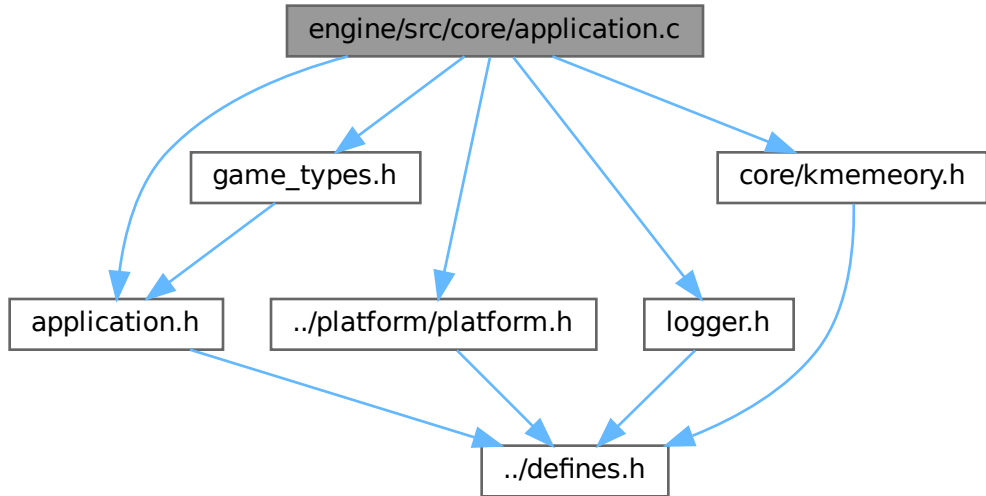 engine/src/core/application.c
game_types.h
core/kmemeory.h
application.h
../platform/platform.h
logger.h
../defines.h